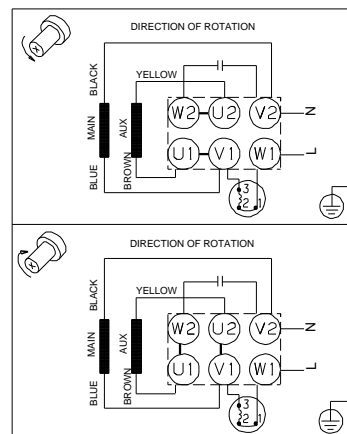 DIRECTION OF ROTATION
BLACK
YELLOW
MAIN
AUX
W2 U2 V2 N
U1 V1 W1 L
BLUE
BROWN
3
2 1
DIRECTION OF ROTATION
BLACK
YELLOW
MAIN
AUX
W2 U2 V2 N
U1 V1 W1 L
BLUE
BROWN
3
2 1